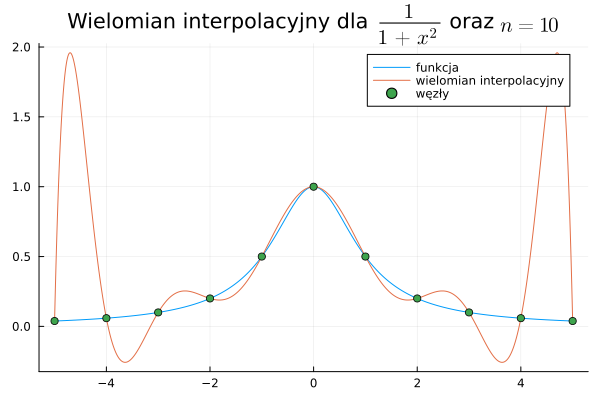 Wielomian interpolacyjny dla 1/(1 + x²) oraz n = 10
funkcja
wielomian interpolacyjny
węzły
2.0
1.5
1.0
0.5
0.0
−4 −2 0 2 4